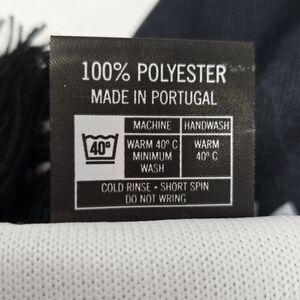 100% POLYESTER
MADE IN PORTUGAL
MACHINE HANDWASH
40° WARM 40° C WARM
MINIMUM 40° C
WASH
COLD RINSE • SHORT SPIN
DO NOT WRING